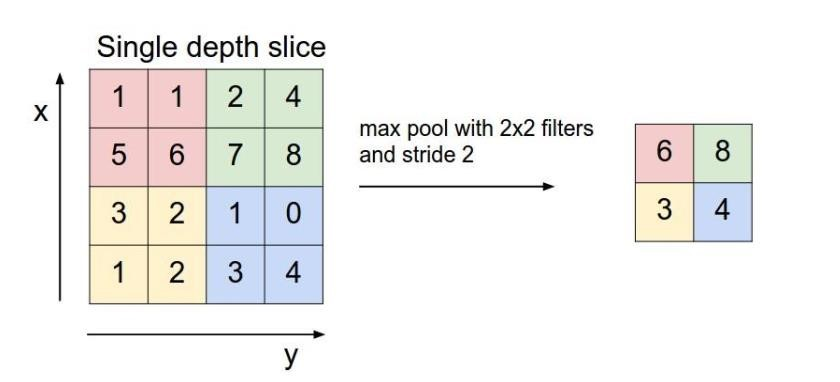 Single depth slice
x
1 1 2 4
5 6 7 8
3 2 1 0
1 2 3 4
y
max pool with 2x2 filters
and stride 2
6 8
3 4